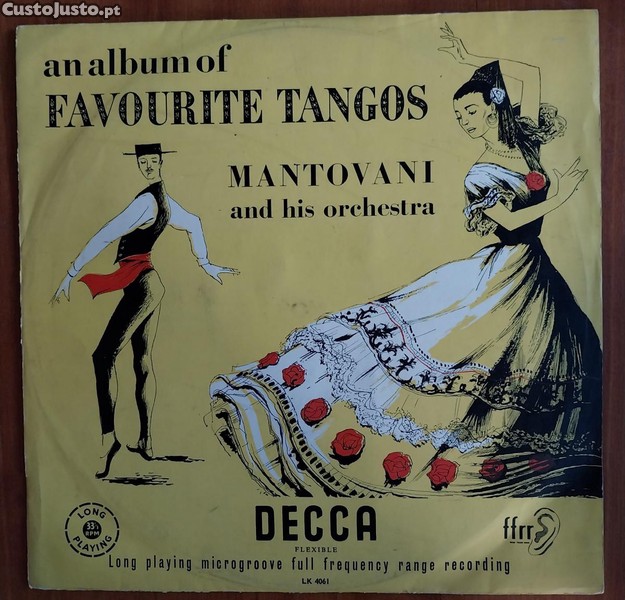 CustoJusto.pt
an album of
FAVOURITE TANGOS
MANTOVANI
and his orchestra
LONG
33⅓
RPM
PLAYING
DECCA
FLEXIBLE
ffrr
Long playing microgroove full frequency range recording
LK 4061